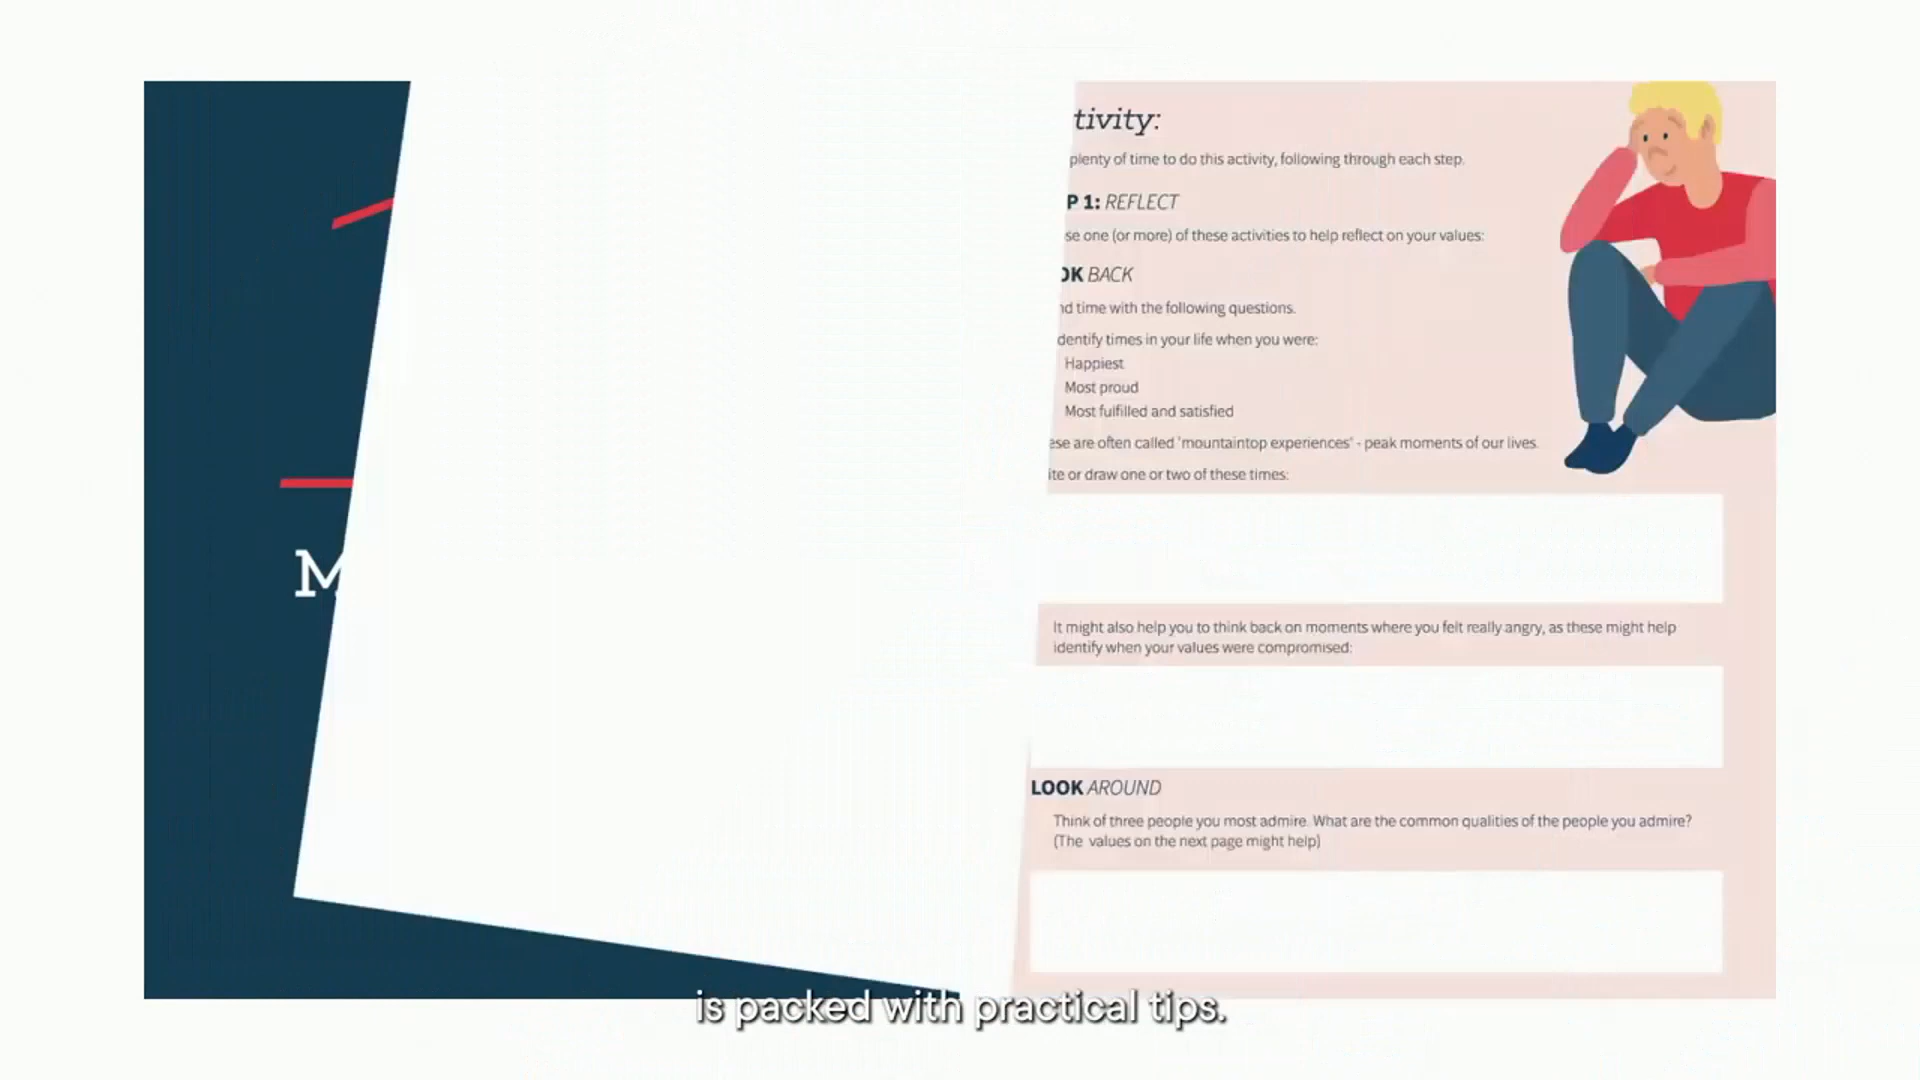 M
tivity:
plenty of time to do this activity, following through each step.
P 1: REFLECT
se one (or more) of these activities to help reflect on your values:
OK BACK
nd time with the following questions.
dentify times in your life when you were:
Happiest
Most proud
Most fulfilled and satisfied
ese are often called 'mountaintop experiences' - peak moments of our lives.
ite or draw one or two of these times:
It might also help you to think back on moments where you felt really angry, as these might help
identify when your values were compromised:
LOOK AROUND
Think of three people you most admire. What are the common qualities of the people you admire?
(The values on the next page might help)
is packed with practical tips.